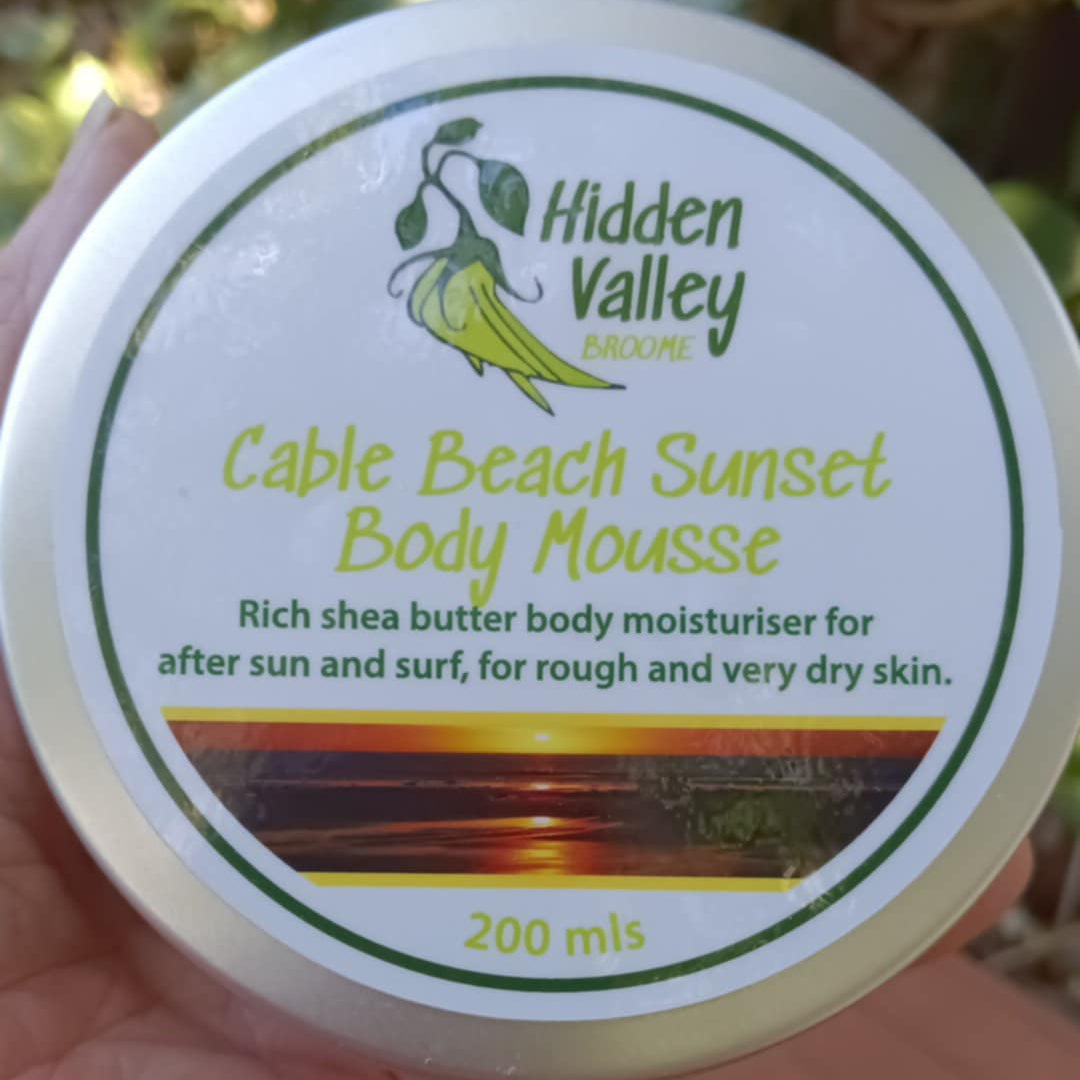 Hidden
Valley
BROOME
Cable Beach Sunset
Body Mousse
Rich shea butter body moisturiser for
after sun and surf, for rough and very dry skin.
200 mls